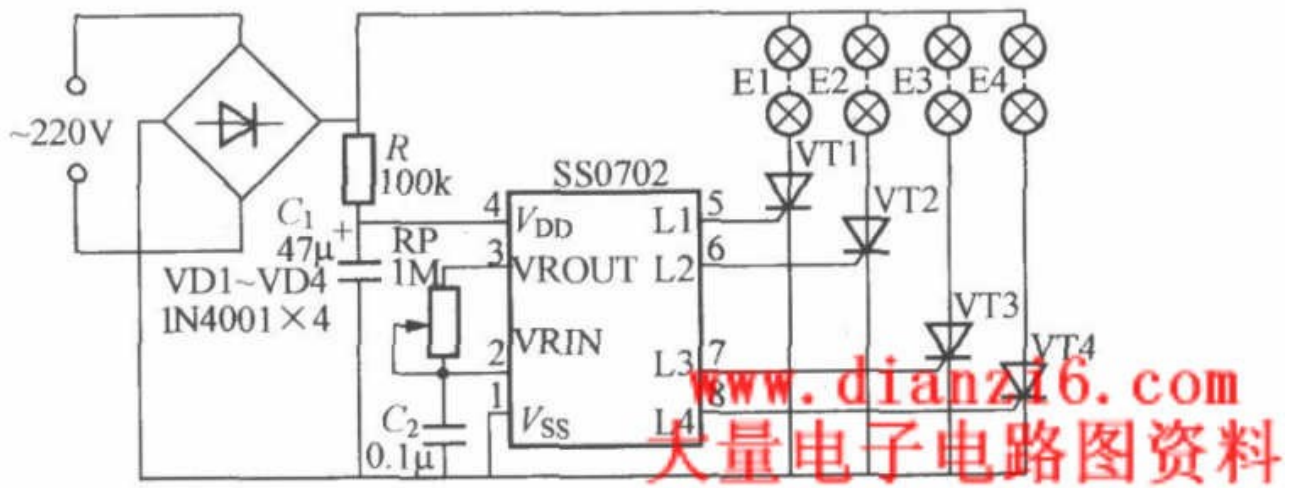 ~220V
VD1~VD4
1N4001×4
R
100k
C1
47μ
+
RP
1M
C2
0.1μ
SS0702
4
VDD
3
VROUT
2
VRIN
1
VSS
L1
5
L2
6
L3
7
L4
8
E1
E2
E3
E4
VT1
VT2
VT3
VT4
www.dianzi6.com
大量电子电路图资料